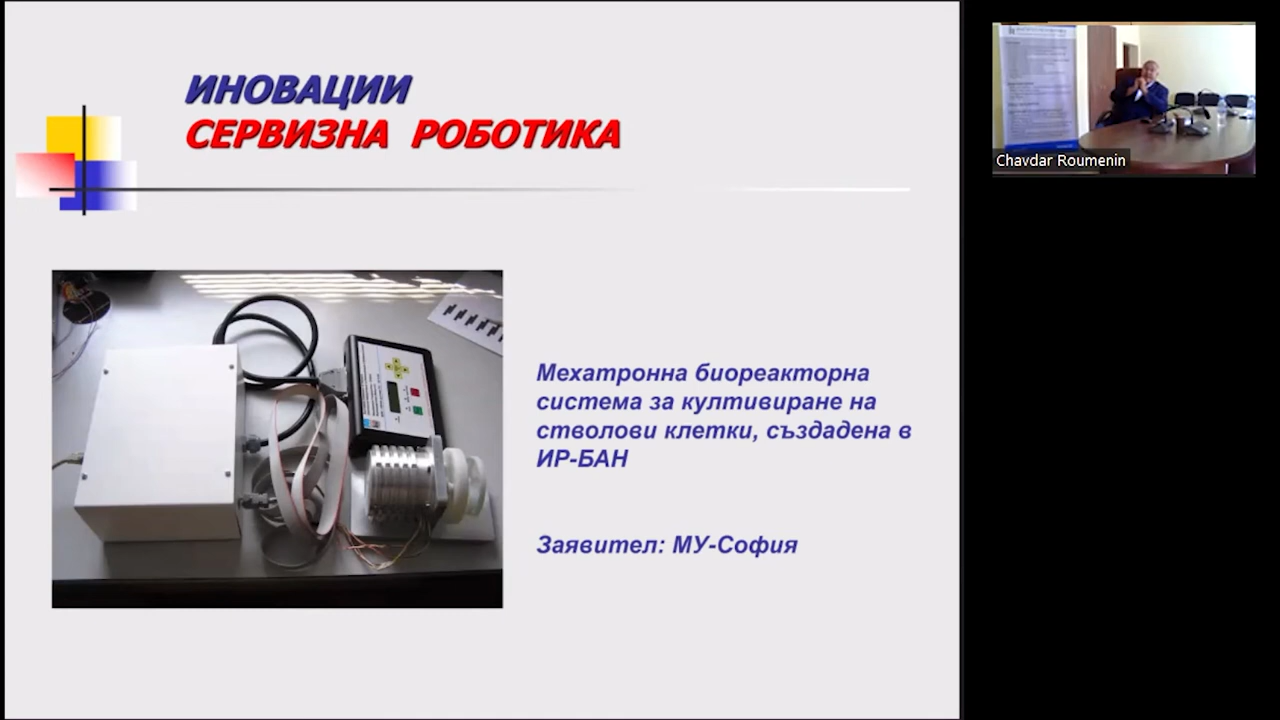 ИНОВАЦИИ
СЕРВИЗНА РОБОТИКА
Мехатронна биореакторна
система за култивиране на
стволови клетки, създадена в
ИР-БАН
Заявител: МУ-София
Chavdar Roumenin